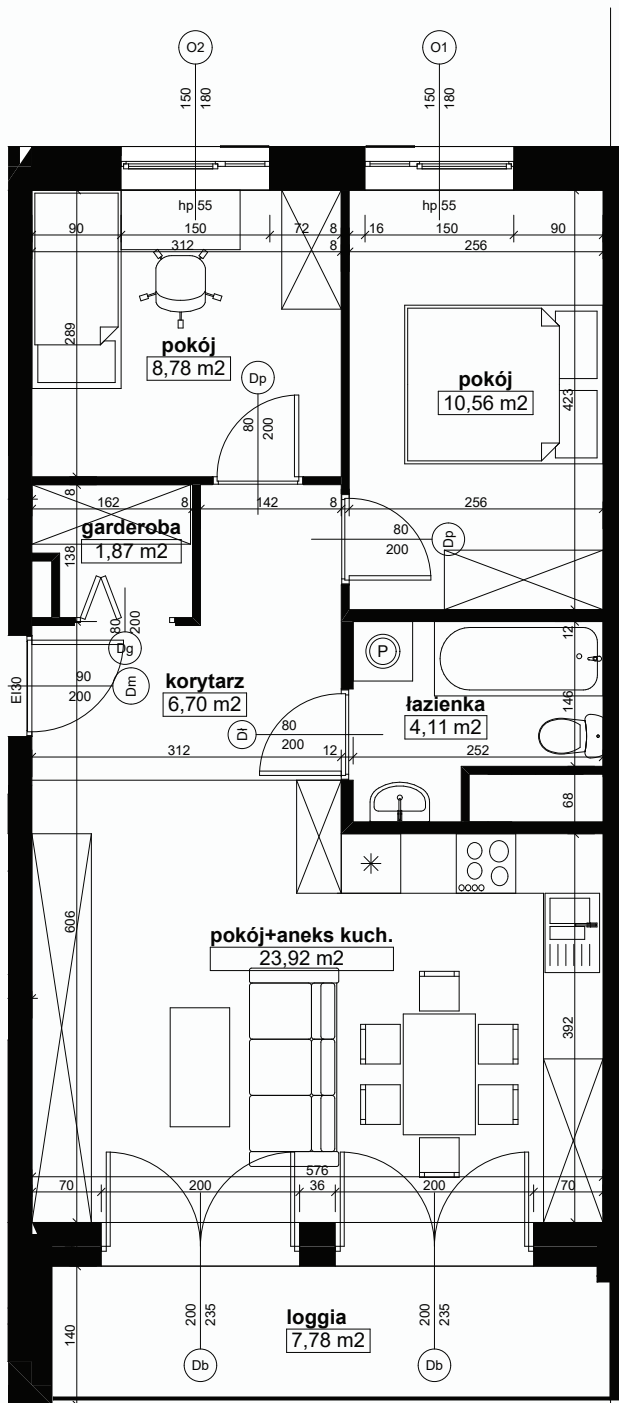 O2
O1
150
180
150
180
hp 55
hp 55
90
150
72
8
16
150
90
312
8
256
289
pokój
8,78 m2
Dp
80
200
pokój
10,56 m2
423
8
162
8
142
8
256
garderoba
1,87 m2
138
80
200
Dp
80
200
Dg
EI30
90
200
Dm
korytarz
6,70 m2
P
12
łazienka
4,11 m2
146
Dł
80
200
312
12
252
68
606
pokój+aneks kuch.
23,92 m2
392
576
70
200
36
200
70
200
235
200
235
loggia
7,78 m2
140
Db
Db